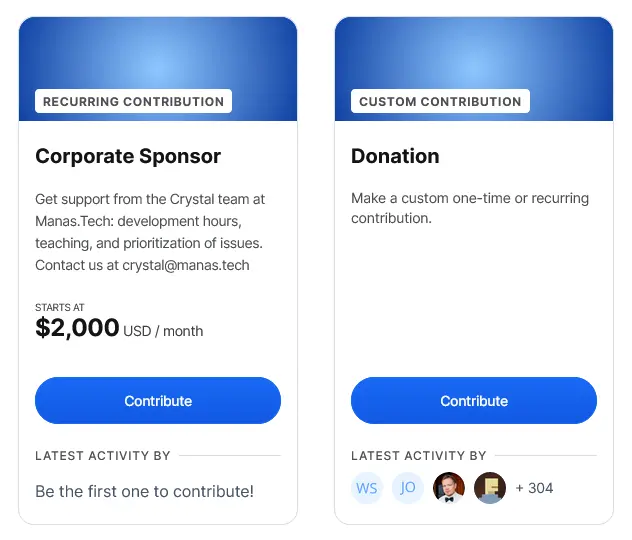 RECURRING CONTRIBUTION
Corporate Sponsor
Get support from the Crystal team at
Manas.Tech: development hours,
teaching, and prioritization of issues.
Contact us at crystal@manas.tech
STARTS AT
$2,000 USD / month
Contribute
LATEST ACTIVITY BY
Be the first one to contribute!
CUSTOM CONTRIBUTION
Donation
Make a custom one-time or recurring
contribution.
Contribute
LATEST ACTIVITY BY
WS JO + 304